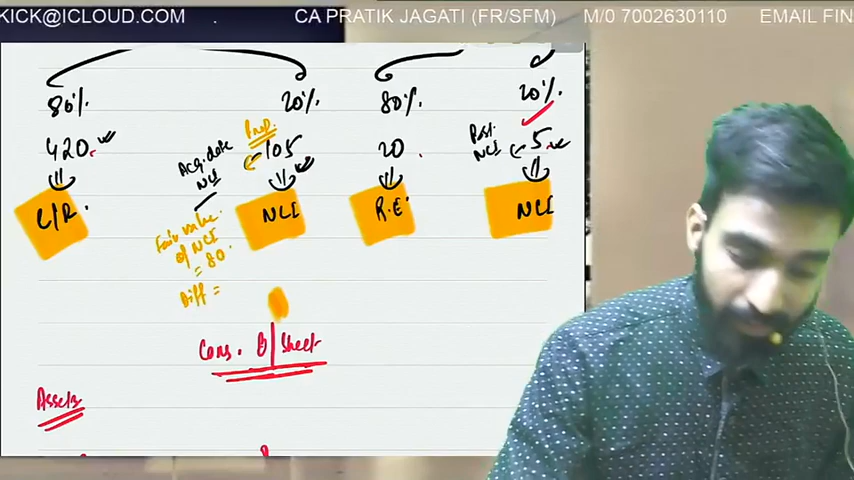 KICK@ICLOUD.COM CA PRATIK JAGATI (FR/SFM) M/0 7002630110 EMAIL FIN
80% 20% 80% 20%
420 Acq. date NCI Prop. 105 20 Post. NCI 5
C/R. NCI R.E. NCI
Fair value
of NCI
= 80
Diff =
Cons. B/Sheet
Assets